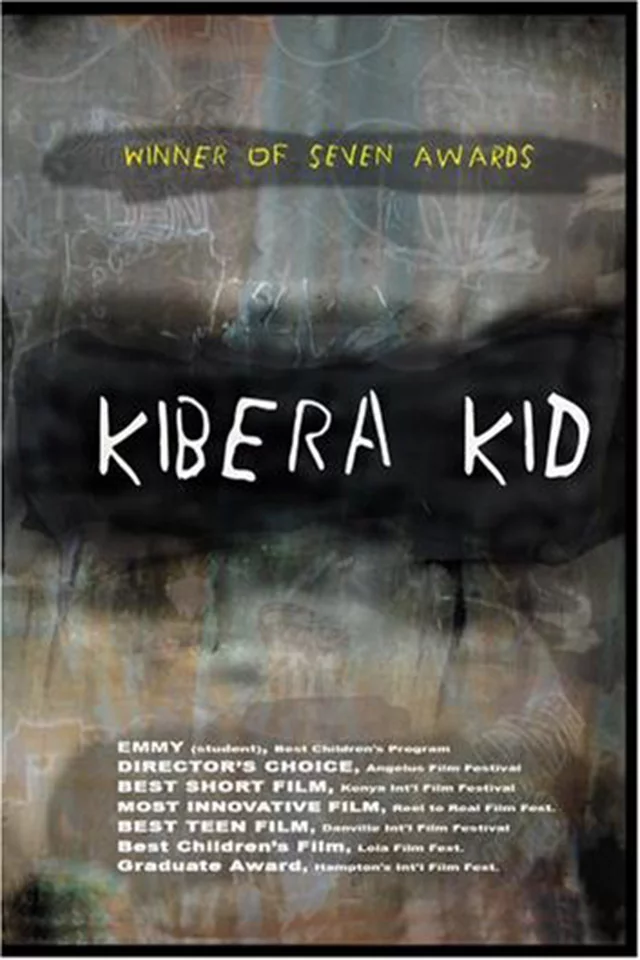 WINNER OF SEVEN AWARDS
KIBERA KID
EMMY (student), Best Children's Program
DIRECTOR'S CHOICE, Angelus Film Festival
BEST SHORT FILM, Kenya Int'l Film Festival
MOST INNOVATIVE FILM, Reel to Real Film Fest.
BEST TEEN FILM, Danville Int'l Film Festival
Best Children's Film, Lola Film Fest.
Graduate Award, Hampton's Int'l Film Fest.